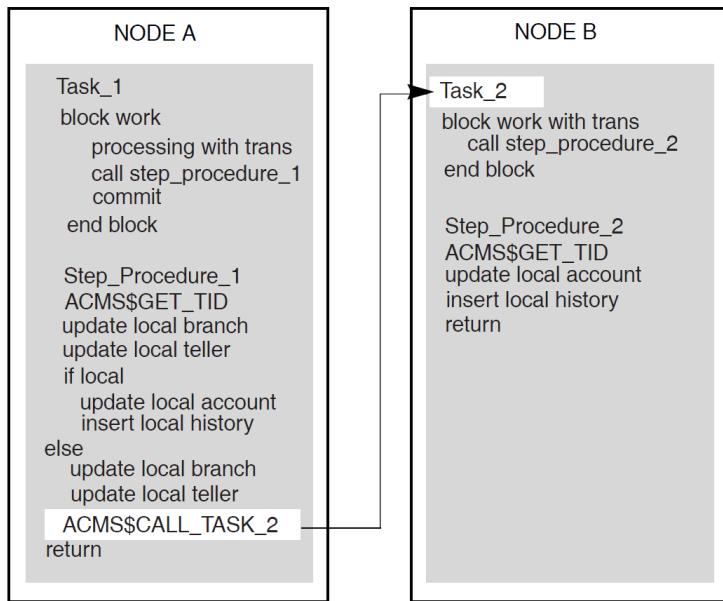 NODE A
Task_1
block work
processing with trans
call step_procedure_1
commit
end block
Step_Procedure_1
ACMS$GET_TID
update local branch
update local teller
if local
update local account
insert local history
else
update local branch
update local teller
ACMS$CALL_TASK_2
return
NODE B
Task_2
block work with trans
call step_procedure_2
end block
Step_Procedure_2
ACMS$GET_TID
update local account
insert local history
return